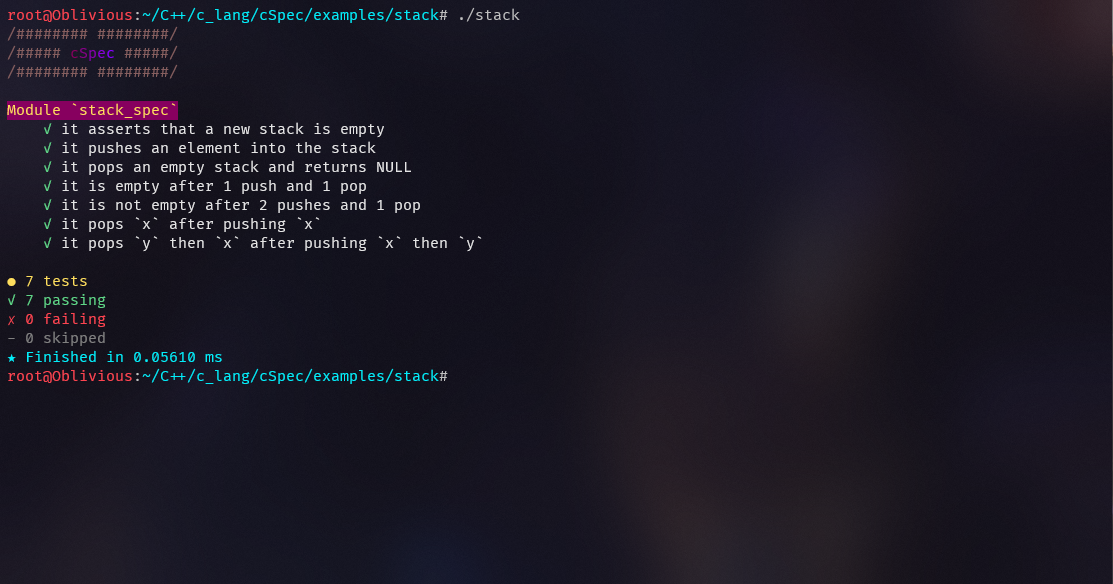 root@Oblivious:~/C++/c_lang/cSpec/examples/stack# ./stack
/######## ########/
/##### cSpec #####/
/######## ########/
Module `stack_spec`
√ it asserts that a new stack is empty
√ it pushes an element into the stack
√ it pops an empty stack and returns NULL
√ it is empty after 1 push and 1 pop
√ it is not empty after 2 pushes and 1 pop
√ it pops `x` after pushing `x`
√ it pops `y` then `x` after pushing `x` then `y`
● 7 tests
√ 7 passing
✗ 0 failing
- 0 skipped
★ Finished in 0.05610 ms
root@Oblivious:~/C++/c_lang/cSpec/examples/stack#